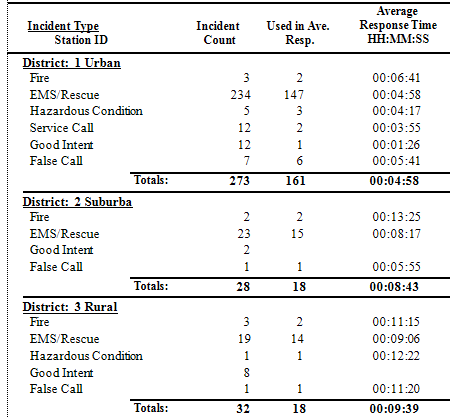 Average
Incident Type Incident Used in Ave. Response Time
Station ID Count Resp. HH:MM:SS
District: 1 Urban
Fire 3 2 00:06:41
EMS/Rescue 234 147 00:04:58
Hazardous Condition 5 3 00:04:17
Service Call 12 2 00:03:55
Good Intent 12 1 00:01:26
False Call 7 6 00:05:41
Totals: 273 161 00:04:58
District: 2 Suburba
Fire 2 2 00:13:25
EMS/Rescue 23 15 00:08:17
Good Intent 2
False Call 1 1 00:05:55
Totals: 28 18 00:08:43
District: 3 Rural
Fire 3 2 00:11:15
EMS/Rescue 19 14 00:09:06
Hazardous Condition 1 1 00:12:22
Good Intent 8
False Call 1 1 00:11:20
Totals: 32 18 00:09:39